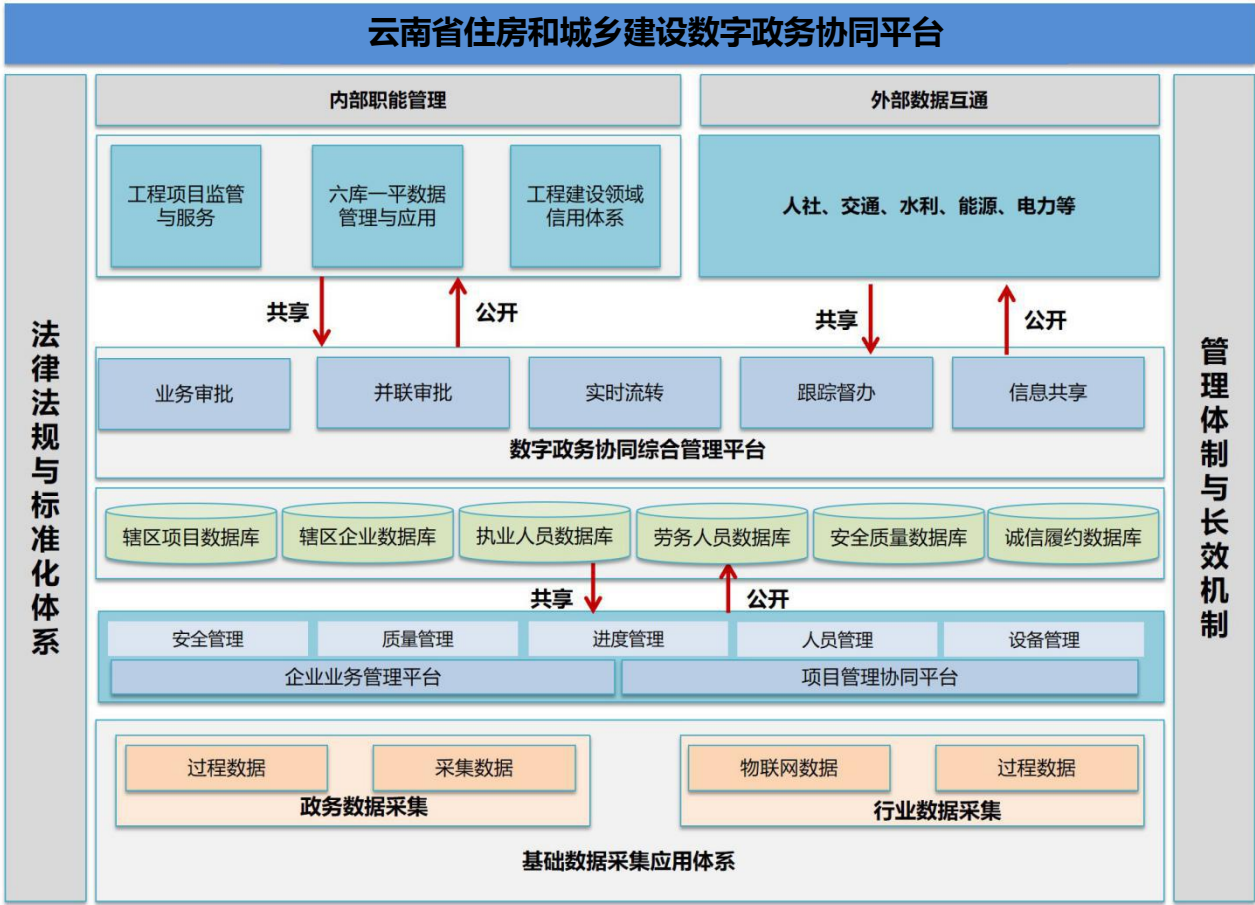 云南省住房和城乡建设数字政务协同平台
法律法规与标准化体系
内部职能管理
外部数据互通
工程项目监管
与服务
六库一平数据
管理与应用
工程建设领域
信用体系
人社、交通、水利、能源、电力等
共享
公开
共享
公开
业务审批
并联审批
实时流转
跟踪督办
信息共享
数字政务协同综合管理平台
辖区项目数据库
辖区企业数据库
执业人员数据库
劳务人员数据库
安全质量数据库
诚信履约数据库
共享
公开
安全管理
质量管理
进度管理
人员管理
设备管理
企业业务管理平台
项目管理协同平台
过程数据
采集数据
政务数据采集
物联网数据
过程数据
行业数据采集
基础数据采集应用体系
管理体制与长效机制